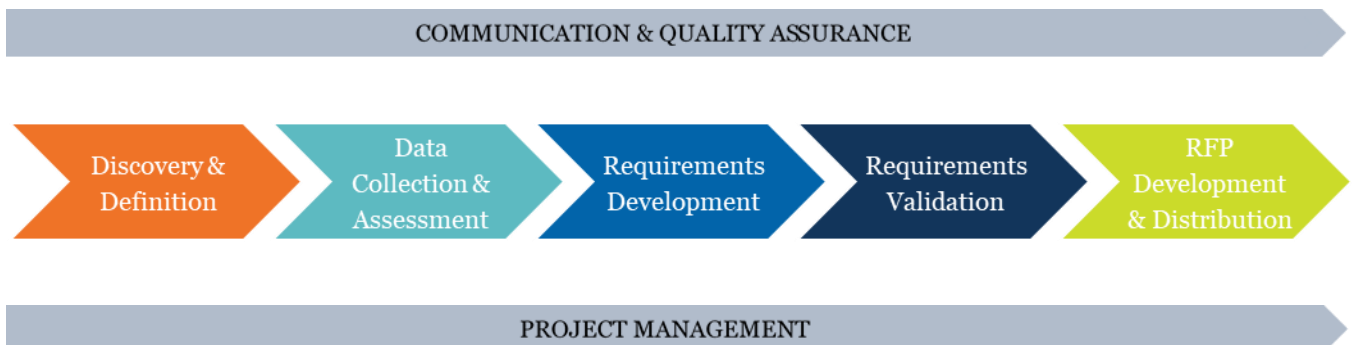 COMMUNICATION & QUALITY ASSURANCE
Discovery &
Definition
Data
Collection &
Assessment
Requirements
Development
Requirements
Validation
RFP
Development
& Distribution
PROJECT MANAGEMENT